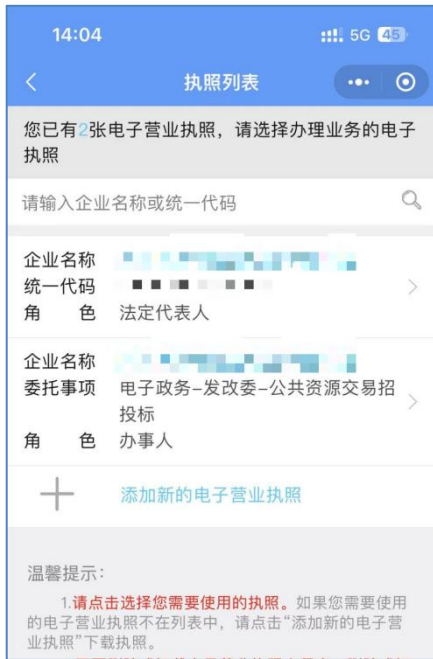 14:04
5G 45
执照列表
您已有2张电子营业执照，请选择办理业务的电子
执照
请输入企业名称或统一代码
企业名称
统一代码
角 色 法定代表人
企业名称
委托事项 电子政务-发改委-公共资源交易招
投标
角 色 办事人
添加新的电子营业执照
温馨提示：
1.请点击选择您需要使用的执照。如果您需要使用
的电子营业执照不在列表中，请点击“添加新的电子营
业执照”下载执照。